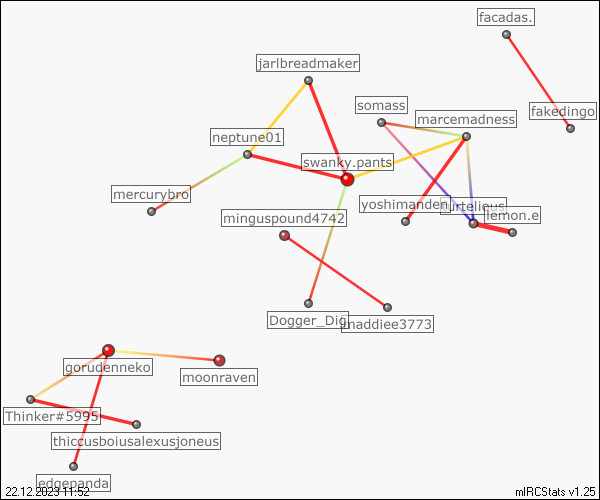 facadas.
jarlbreadmaker
somass
fakedingo
marcemadness
neptune01
swanky.pants
mercurybro
yoshimanden
lemon.e
minguspound4742
Dogger_Dig
maddiee3773
gorudenneko
moonraven
Thinker#5995
thiccusboiusalexusjoneus
edgepanda
22.12.2023 11:52
mIRCStats v1.25